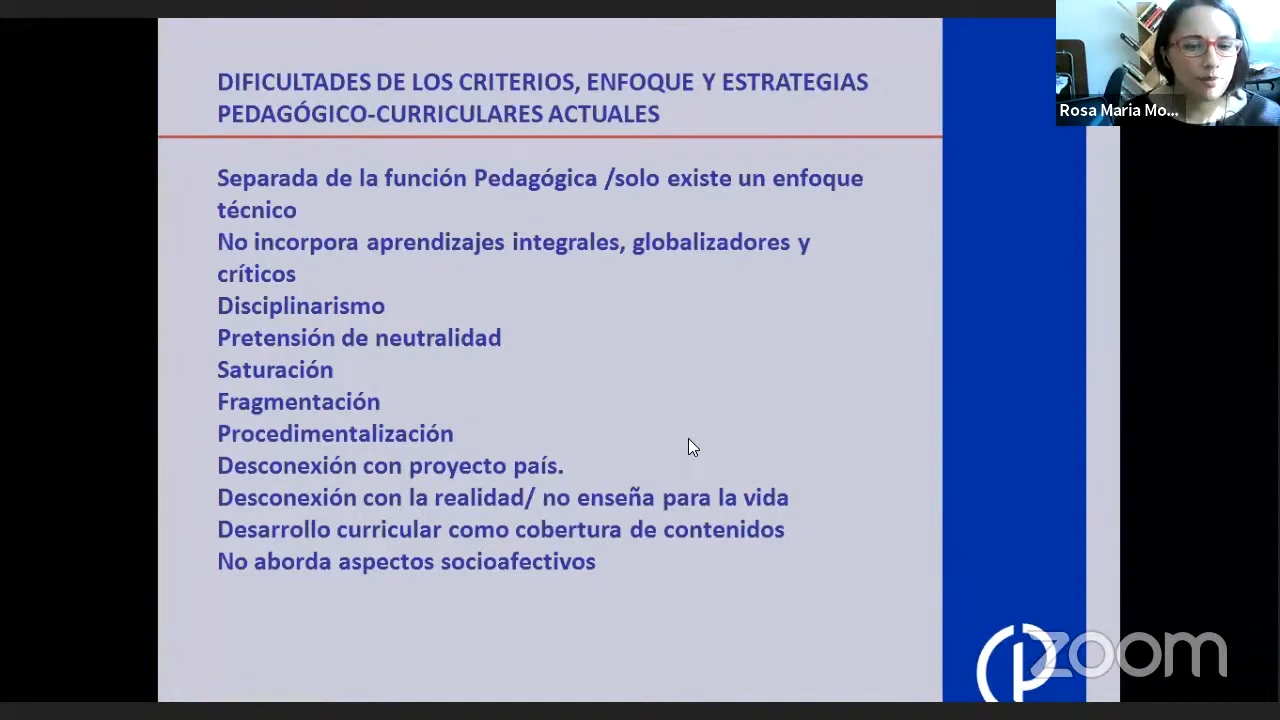 DIFICULTADES DE LOS CRITERIOS, ENFOQUE Y ESTRATEGIAS
PEDAGÓGICO-CURRICULARES ACTUALES
Separada de la función Pedagógica /solo existe un enfoque
técnico
No incorpora aprendizajes integrales, globalizadores y
críticos
Disciplinarismo
Pretensión de neutralidad
Saturación
Fragmentación
Procedimentalización
Desconexión con proyecto país.
Desconexión con la realidad/ no enseña para la vida
Desarrollo curricular como cobertura de contenidos
No aborda aspectos socioafectivos
Rosa Maria Mo...
zoom